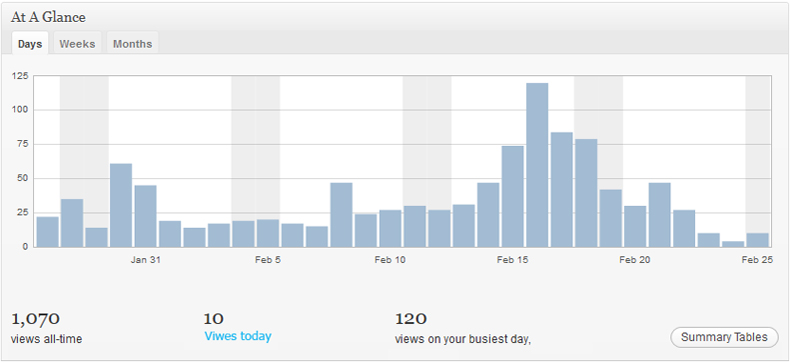 At A Glance
Days Weeks Months
125
100
75
50
25
0
Jan 31 Feb 5 Feb 10 Feb 15 Feb 20 Feb 25
1,070 10 120
views all-time Viwes today views on your busiest day, Summary Tables